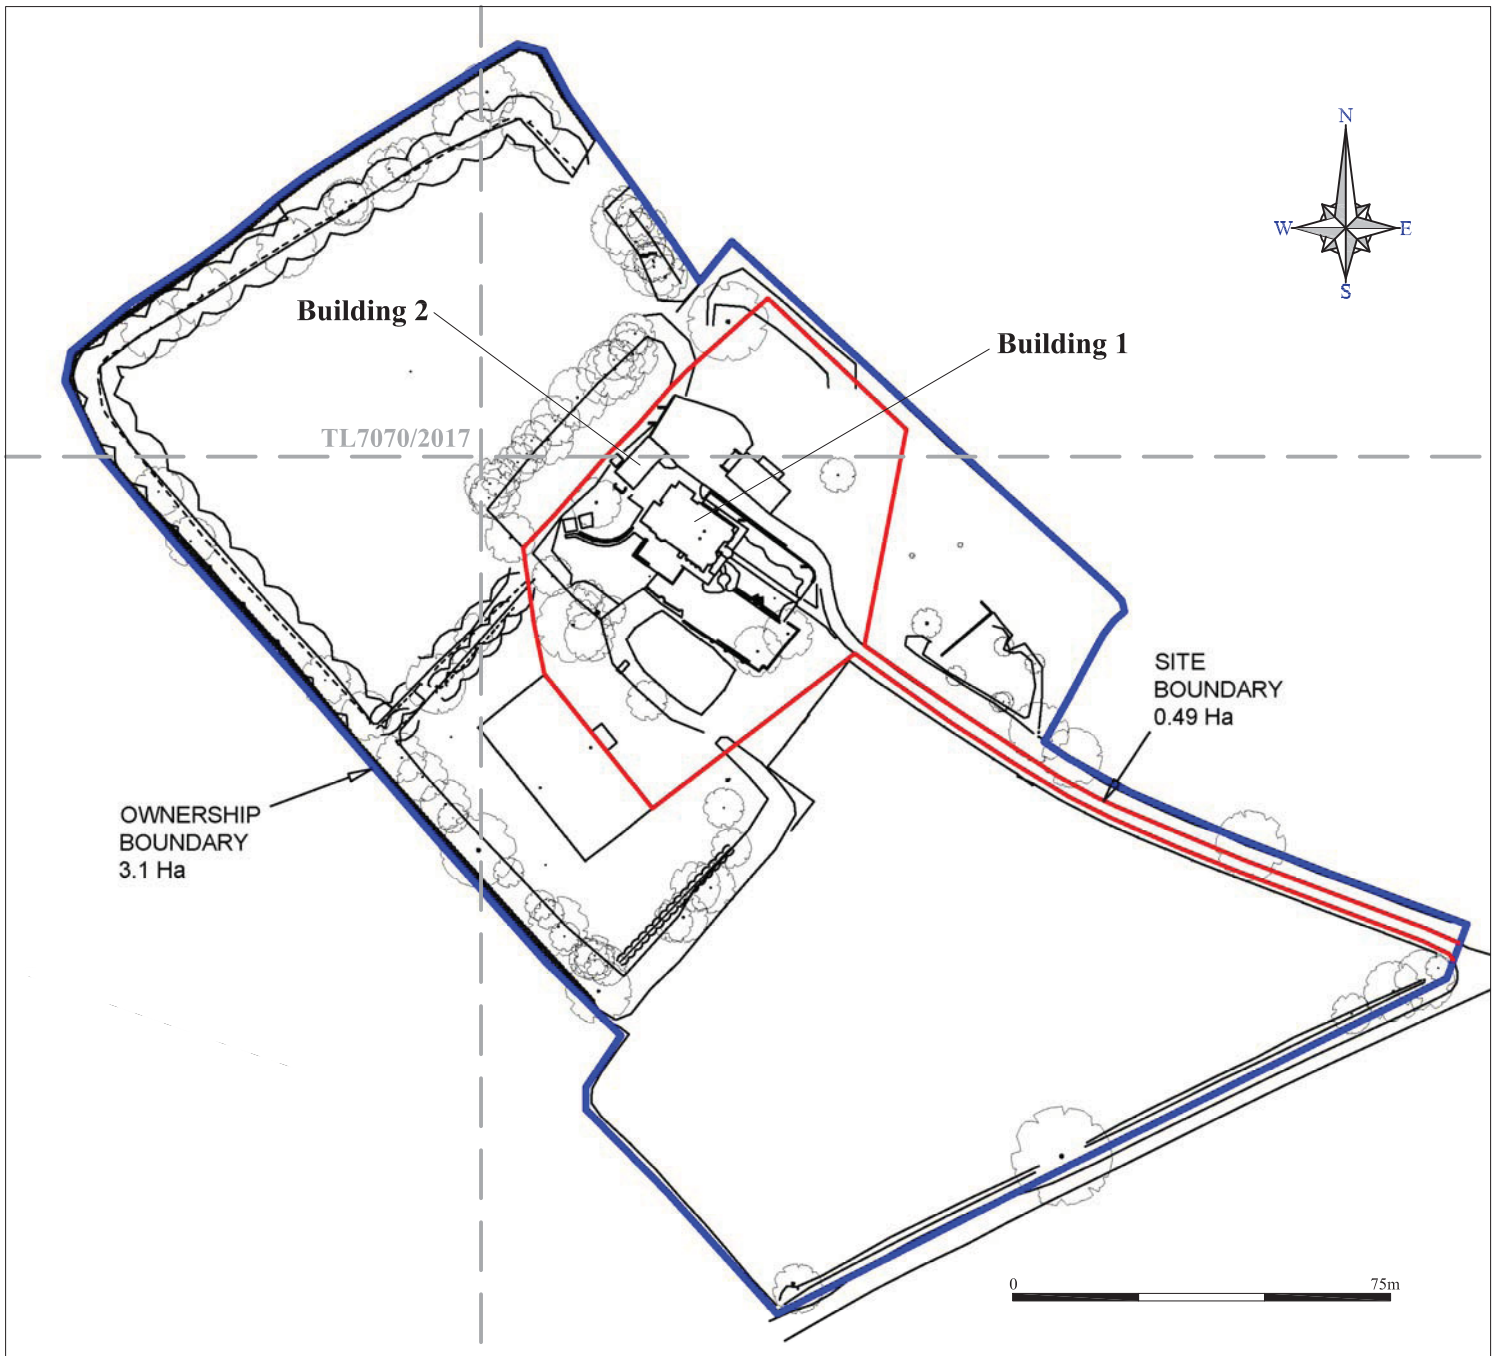 N
W
E
S
Building 2
Building 1
TL7070/2017
SITE
BOUNDARY
0.49 Ha
OWNERSHIP
BOUNDARY
3.1 Ha
0
75m